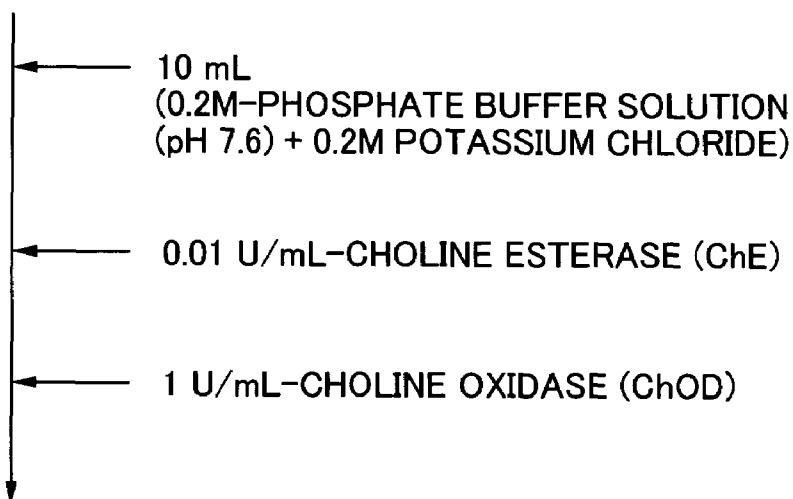 10 mL
(0.2M-PHOSPHATE BUFFER SOLUTION
(pH 7.6) + 0.2M POTASSIUM CHLORIDE)
0.01 U/mL-CHOLINE ESTERASE (ChE)
1 U/mL-CHOLINE OXIDASE (ChOD)